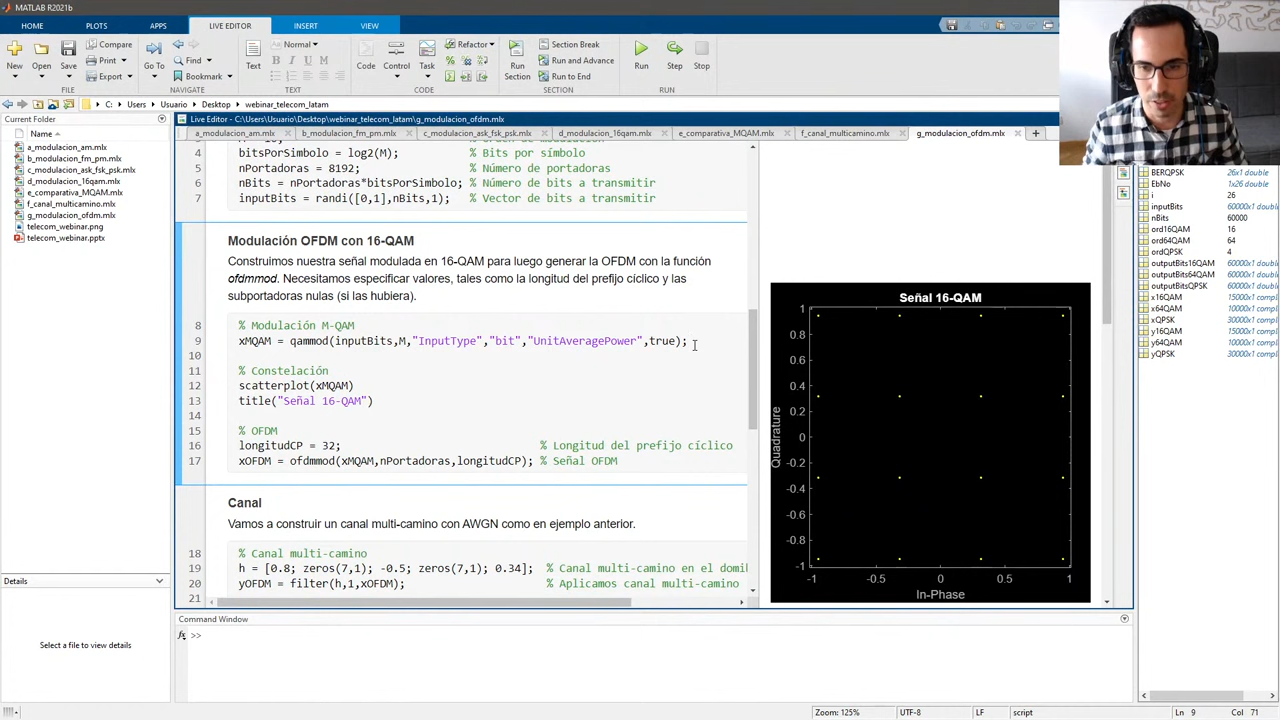 MATLAB R2021b
HOME PLOTS APPS LIVE EDITOR INSERT VIEW
New Open Save Compare Print Export
Go To Find Bookmark
Text Normal B I U M
Code Control Task Refactor
Run Section Section Break Run and Advance Run to End
Run Step Stop
FILE NAVIGATE TEXT CODE SECTION RUN
C: Users Usuario Desktop webinar_telecom_latam
Current Folder
Name
a_modulacion_am.mlx
b_modulacion_fm_pm.mlx
c_modulacion_ask_fsk_psk.mlx
d_modulacion_16qam.mlx
e_comparativa_MQAM.mlx
f_canal_multicamino.mlx
g_modulacion_ofdm.mlx
telecom_webinar.png
telecom_webinar.pptx
Details
Select a file to view details
Live Editor - C:\Users\Usuario\Desktop\webinar_telecom_latam\g_modulacion_ofdm.mlx
a_modulacion_am.mlx b_modulacion_fm_pm.mlx c_modulacion_ask_fsk_psk.mlx d_modulacion_16qam.mlx e_comparativa_MQAM.mlx f_canal_multicamino.mlx g_modulacion_ofdm.mlx
4 bitsPorSimbolo = log2(M); % Bits por símbolo
5 nPortadoras = 8192; % Número de portadoras
6 nBits = nPortadoras*bitsPorSimbolo; % Número de bits a transmitir
7 inputBits = randi([0,1],nBits,1); % Vector de bits a transmitir
Modulación OFDM con 16-QAM
Construimos nuestra señal modulada en 16-QAM para luego generar la OFDM con la función
ofdmmod. Necesitamos especificar valores, tales como la longitud del prefijo cíclico y las
subportadoras nulas (si las hubiera).
8 % Modulación M-QAM
9 xMQAM = qammod(inputBits,M,"InputType","bit","UnitAveragePower",true);
10
11 % Constelación
12 scatterplot(xMQAM)
13 title("Señal 16-QAM")
14
15 % OFDM
16 longitudCP = 32; % Longitud del prefijo cíclico
17 xOFDM = ofdmmod(xMQAM,nPortadoras,longitudCP); % Señal OFDM
Canal
Vamos a construir un canal multi-camino con AWGN como en ejemplo anterior.
18 % Canal multi-camino
19 h = [0.8; zeros(7,1); -0.5; zeros(7,1); 0.34]; % Canal multi-camino en el domi
20 yOFDM = filter(h,1,xOFDM); % Aplicamos canal multi-camino
21
Señal 16-QAM
Quadrature
1
0.8
0.6
0.4
0.2
0
-0.2
-0.4
-0.6
-0.8
-1
-1 -0.5 0 0.5 1
In-Phase
BERQPSK 26x1 double
EbNo 1x26 double
i 26
inputBits 60000x1 double
nBits 60000
ord16QAM 16
ord64QAM 64
ordQPSK 4
outputBits16QAM 60000x1 double
outputBits64QAM 60000x1 double
outputBitsQPSK 60000x1 double
x16QAM 15000x1 compl
x64QAM 10000x1 compl
xQPSK 30000x1 compl
y16QAM 15000x1 compl
y64QAM 10000x1 compl
yQPSK 30000x1 compl
Command Window
fx >>
Zoom: 125% UTF-8 LF script Ln 9 Col 71